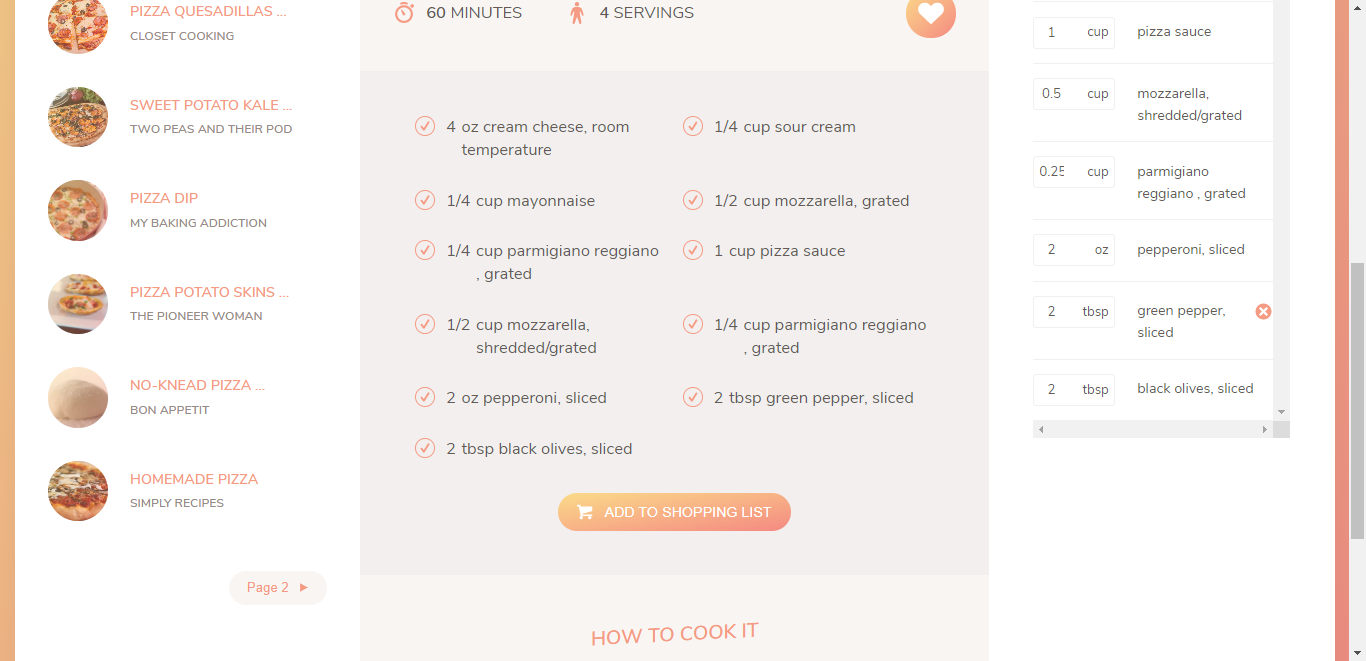 PIZZA QUESADILLAS ...
CLOSET COOKING
SWEET POTATO KALE ...
TWO PEAS AND THEIR POD
PIZZA DIP
MY BAKING ADDICTION
PIZZA POTATO SKINS ...
THE PIONEER WOMAN
NO-KNEAD PIZZA ...
BON APPETIT
HOMEMADE PIZZA
SIMPLY RECIPES
Page 2
60 MINUTES
4 SERVINGS
4 oz cream cheese, room
temperature
1/4 cup sour cream
1/4 cup mayonnaise
1/2 cup mozzarella, grated
1/4 cup parmigiano reggiano
, grated
1 cup pizza sauce
1/2 cup mozzarella,
shredded/grated
1/4 cup parmigiano reggiano
, grated
2 oz pepperoni, sliced
2 tbsp green pepper, sliced
2 tbsp black olives, sliced
ADD TO SHOPPING LIST
HOW TO COOK IT
1 cup pizza sauce
0.5 cup mozzarella,
shredded/grated
0.25 cup parmigiano
reggiano , grated
2 oz pepperoni, sliced
2 tbsp green pepper,
sliced
2 tbsp black olives, sliced